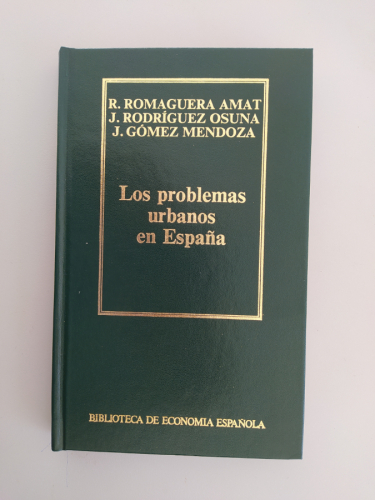 R. ROMAGUERA AMAT
J. RODRÍGUEZ OSUNA
J. GÓMEZ MENDOZA
Los problemas
urbanos
en España
BIBLIOTECA DE ECONOMIA ESPAÑOLA